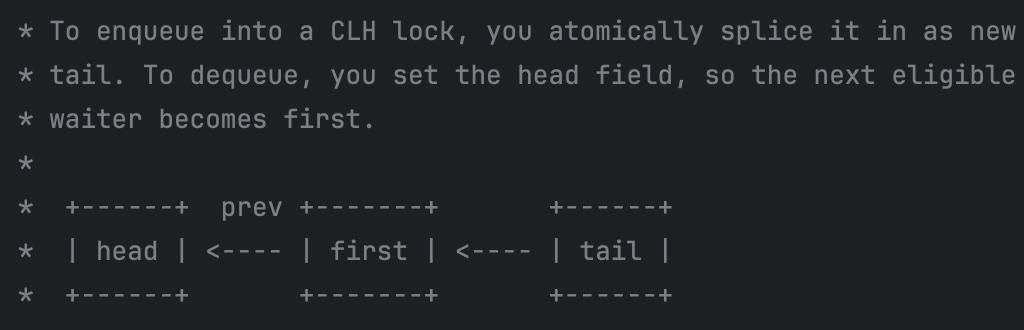 * To enqueue into a CLH lock, you atomically splice it in as new
* tail. To dequeue, you set the head field, so the next eligible
* waiter becomes first.
*
*  +------+  prev +-------+       +------+
*  | head | <---- | first | <---- | tail |
*  +------+       +-------+       +------+